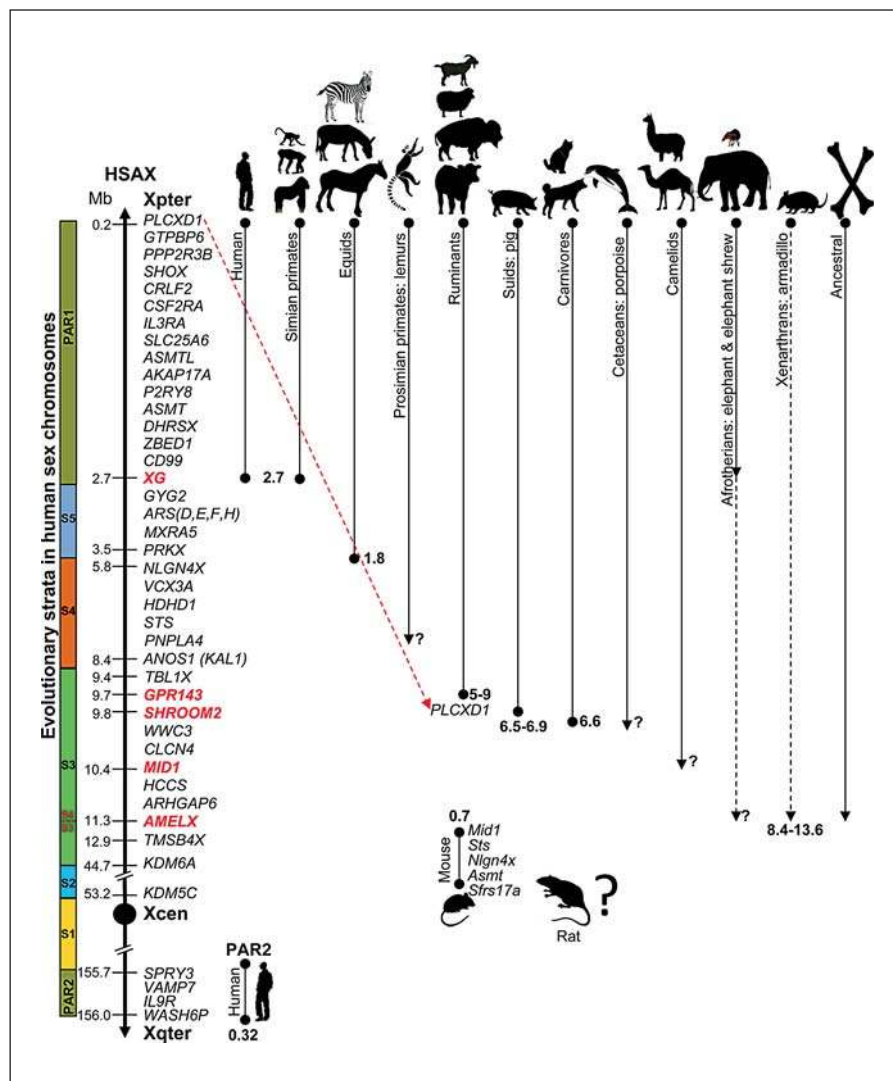 HSAX
Mb
Xpter
Evolutionary strata in human sex chromosomes
PAR1
S5
S4
S3
S2
S1
PAR2
0.2
2.7
3.5
5.8
8.4
9.4
9.7
9.8
10.4
11.3
12.9
44.7
53.2
155.7
156.0
PLCXD1
GTPBP6
PPP2R3B
SHOX
CRLF2
CSF2RA
IL3RA
SLC25A6
ASMTL
AKAP17A
P2RY8
ASMT
DHRSX
ZBED1
CD99
XG
GYG2
ARS(D,E,F,H)
MXRA5
PRKX
NLGN4X
VCX3A
HDHD1
STS
PNPLA4
ANOS1 (KAL1)
TBL1X
GPR143
SHROOM2
WWC3
CLCN4
MID1
HCCS
ARHGAP6
AMELX
TMSB4X
KDM6A
KDM5C
Xcen
SPRY3
VAMP7
IL9R
WASH6P
Xqter
Human
Simian primates
2.7
Equids
1.8
Prosimian primates: lemurs
?
Ruminants
5-9
PLCXD1
Suids: pig
6.5-6.9
Carnivores
6.6
Cetaceans: porpoise
?
Camelids
?
Afrotherians: elephant & elephant shrew
?
Xenarthrans: armadillo
8.4-13.6
Ancestral
0.7
Mouse
Mid1
Sts
Nlgn4x
Asmt
Sfrs17a
?
Rat
PAR2
Human
0.32